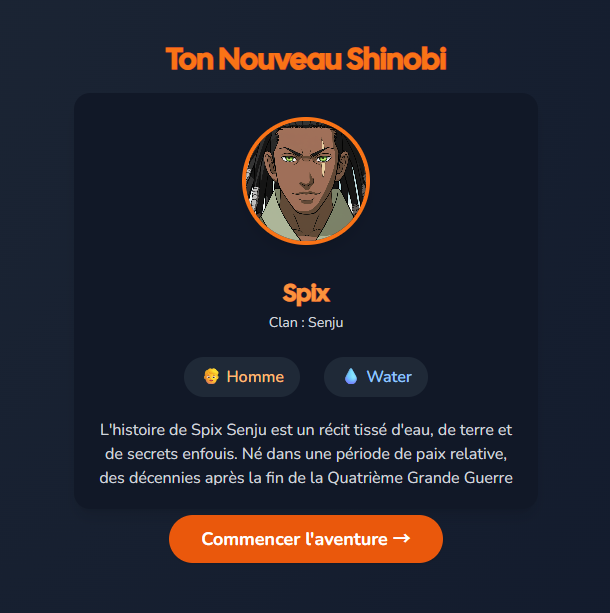 Ton Nouveau Shinobi
Spix
Clan : Senju
Homme
Water
L'histoire de Spix Senju est un récit tissé d'eau, de terre et
de secrets enfouis. Né dans une période de paix relative,
des décennies après la fin de la Quatrième Grande Guerre
Commencer l'aventure →